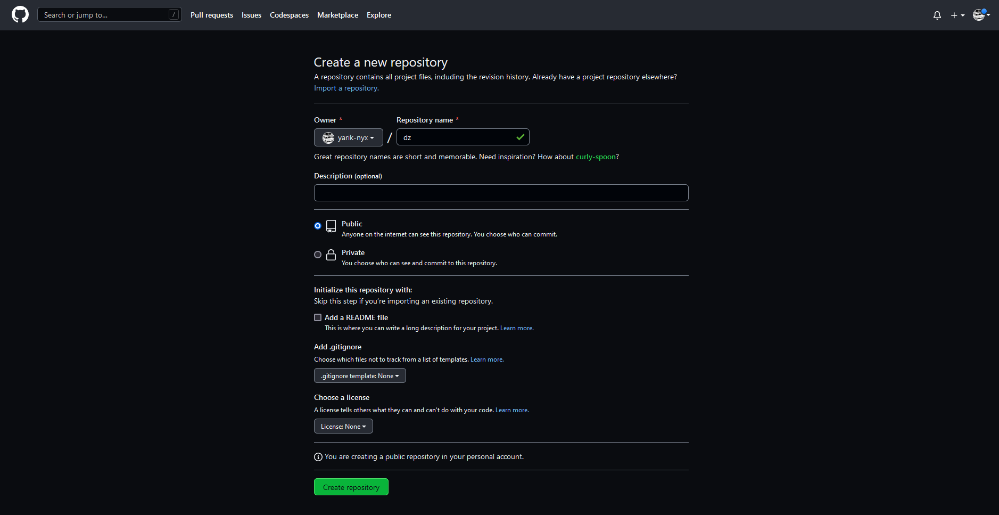 Search or jump to... /
Pull requests Issues Codespaces Marketplace Explore
Create a new repository
A repository contains all project files, including the revision history. Already have a project repository elsewhere?
Import a repository.
Owner * Repository name *
yarik-nyx / dz
Great repository names are short and memorable. Need inspiration? How about curly-spoon?
Description (optional)
Public
Anyone on the internet can see this repository. You choose who can commit.
Private
You choose who can see and commit to this repository.
Initialize this repository with:
Skip this step if you’re importing an existing repository.
Add a README file
This is where you can write a long description for your project. Learn more.
Add .gitignore
Choose which files not to track from a list of templates. Learn more.
.gitignore template: None
Choose a license
A license tells others what they can and can't do with your code. Learn more.
License: None
You are creating a public repository in your personal account.
Create repository